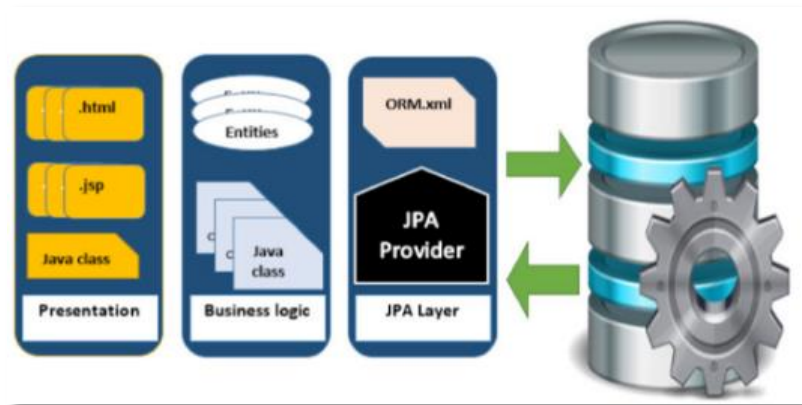 .html
.jsp
Java class
Presentation
Entities
Java
class
Business logic
ORM.xml
JPA
Provider
JPA Layer